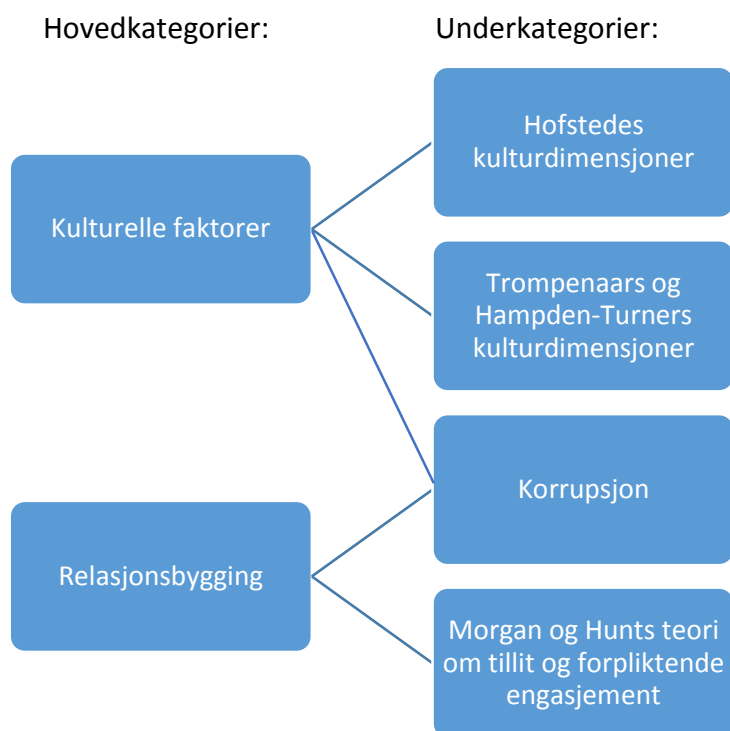 Hovedkategorier:
Underkategorier:
Kulturelle faktorer
Relasjonsbygging
Hofstedes
kulturdimensjoner
Trompenaars og
Hampden-Turners
kulturdimensjoner
Korrupsjon
Morgan og Hunts teori
om tillit og forpliktende
engasjement